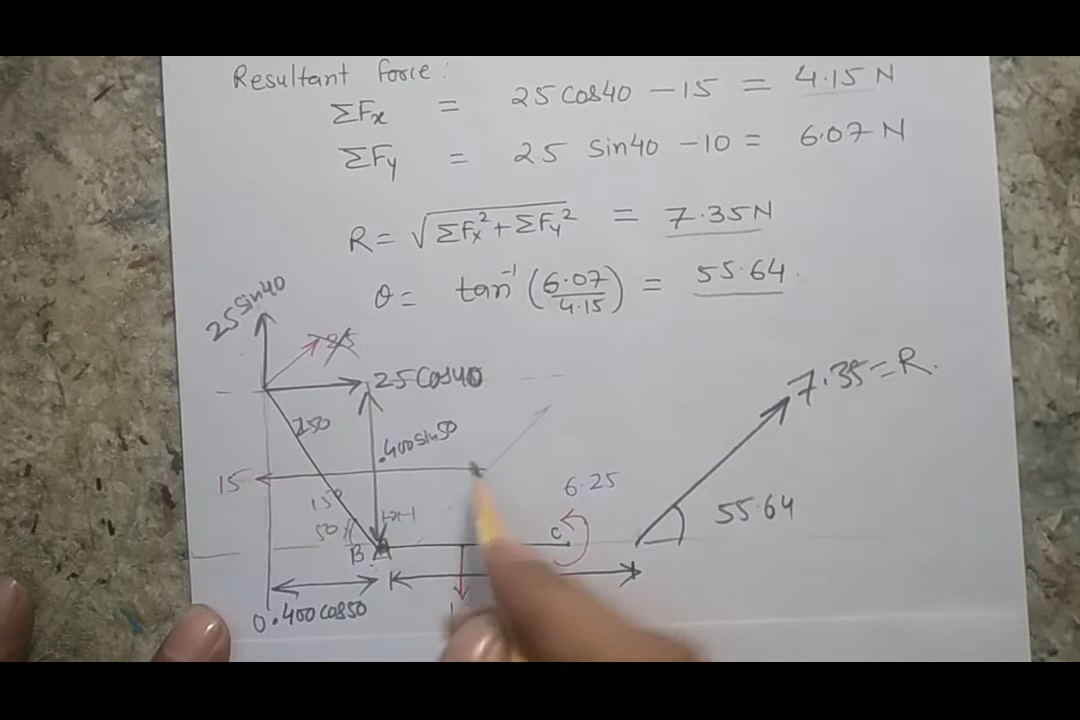 Resultant force:
ΣFx = 25 cos40 − 15 = 4.15 N
ΣFy = 25 sin40 − 10 = 6.07 N
R = √ΣFx² + ΣFy² = 7.35N
θ = tan⁻¹ (6.07/4.15) = 55.64.
25 sin40
25
25 cos40
7.35=R.
250
.400 sin50
15
6.25
150
50
B
C
55.64
0.400 cos50